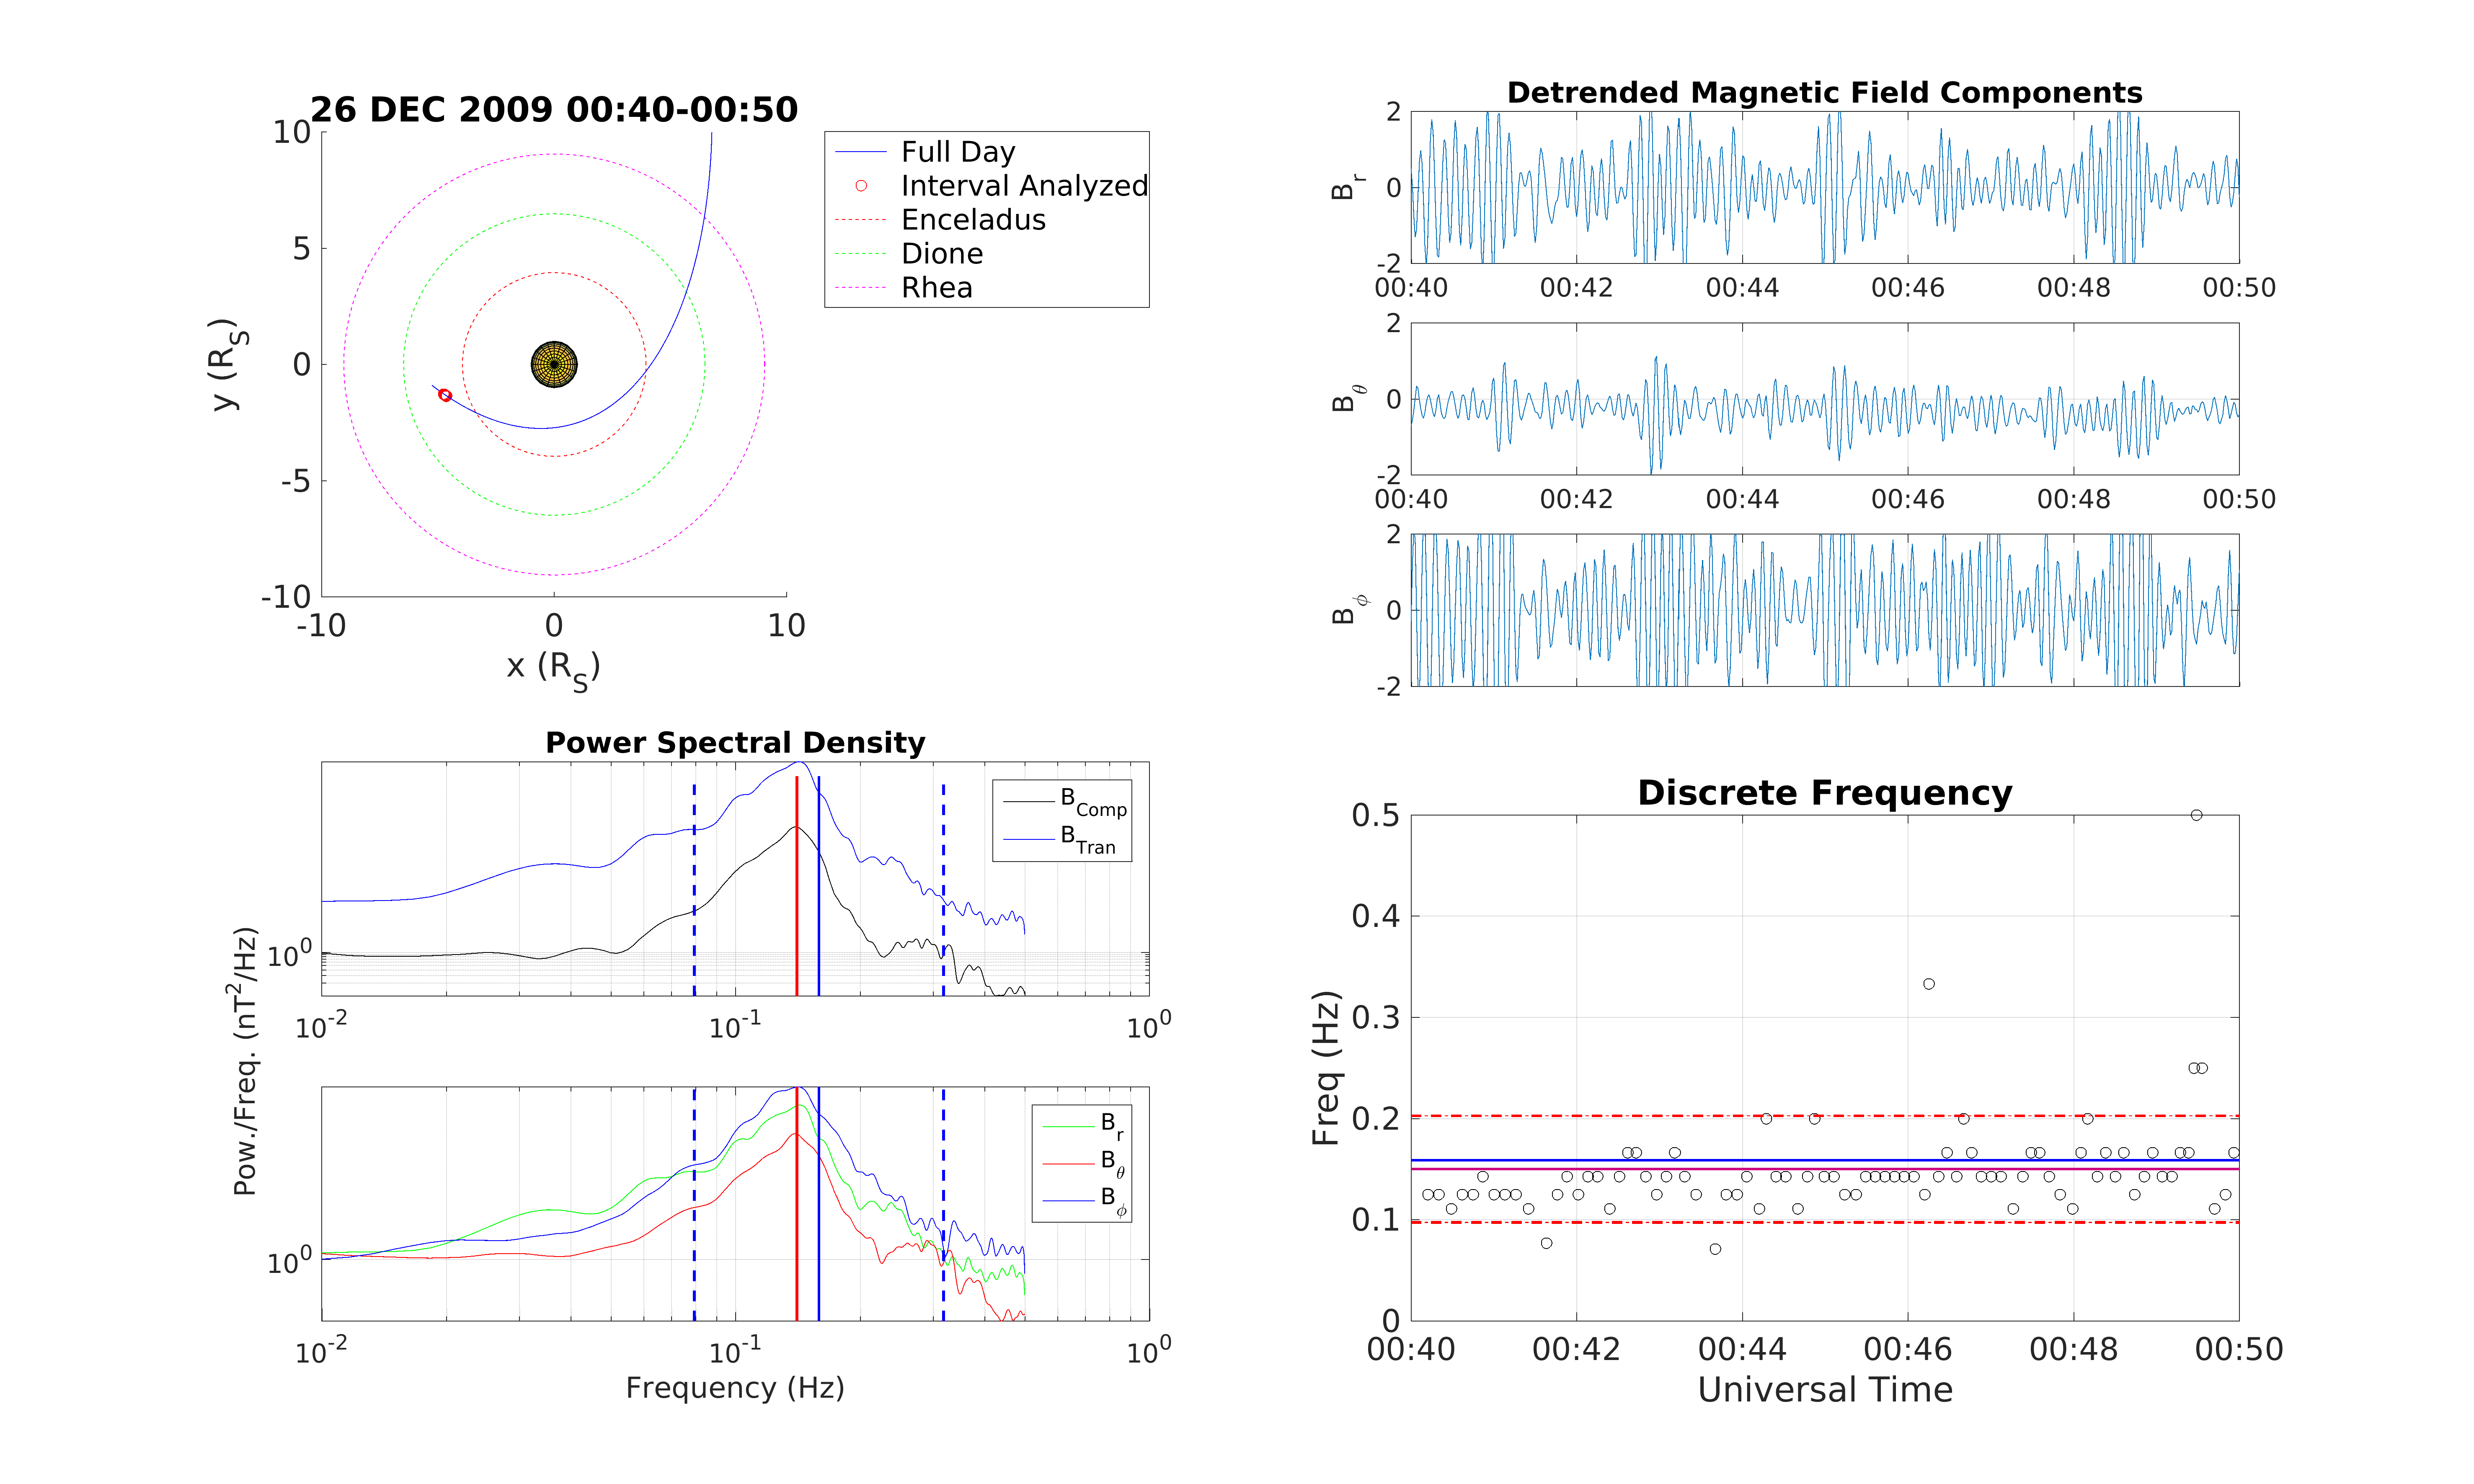 26 DEC 2009 00:40-00:50
10
5
0
-5
-10
-10
0
10
y (R_S)
x (R_S)
Full Day
Interval Analyzed
Enceladus
Dione
Rhea
Detrended Magnetic Field Components
B_r
2
0
-2
00:40
00:42
00:44
00:46
00:48
00:50
B_θ
2
0
-2
00:40
00:42
00:44
00:46
00:48
00:50
B_ϕ
2
0
-2
Power Spectral Density
Pow./Freq. (nT^2/Hz)
10^0
10^-2
10^-1
10^0
B_Comp
B_Tran
10^0
10^-2
10^-1
10^0
B_r
B_θ
B_ϕ
Frequency (Hz)
Discrete Frequency
Freq (Hz)
0.5
0.4
0.3
0.2
0.1
0
00:40
00:42
00:44
00:46
00:48
00:50
Universal Time